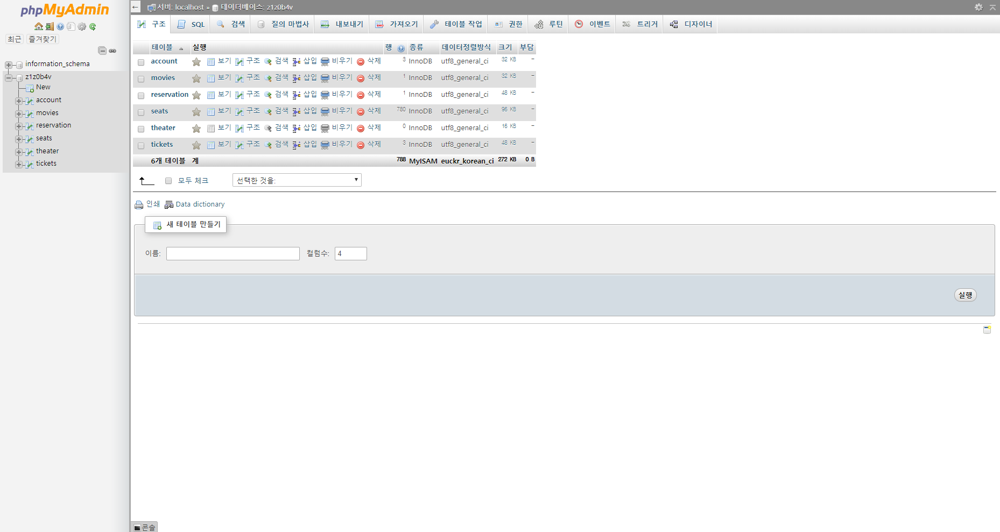 phpMyAdmin
최근 즐겨찾기
information_schema
z1z0b4v
New
account
movies
reservation
seats
theater
tickets
서버: localhost » 데이터베이스: z1z0b4v
구조 SQL 검색 질의 마법사 내보내기 가져오기 테이블 작업 권한 루틴 이벤트 트리거 디자이너
테이블 실행 행 종류 데이터정렬방식 크기 부담
account 보기 구조 검색 삽입 비우기 삭제 3 InnoDB utf8_general_ci 32 KB -
movies 보기 구조 검색 삽입 비우기 삭제 1 InnoDB utf8_general_ci 32 KB -
reservation 보기 구조 검색 삽입 비우기 삭제 1 InnoDB utf8_general_ci 48 KB -
seats 보기 구조 검색 삽입 비우기 삭제 780 InnoDB utf8_general_ci 96 KB -
theater 보기 구조 검색 삽입 비우기 삭제 0 InnoDB utf8_general_ci 16 KB -
tickets 보기 구조 검색 삽입 비우기 삭제 3 InnoDB utf8_general_ci 48 KB -
6개 테이블 계 788 MyISAM euckr_korean_ci 272 KB 0 B
모두 체크 선택한 것을:
인쇄 Data dictionary
새 테이블 만들기
이름: 컬럼수: 4
실행
콘솔